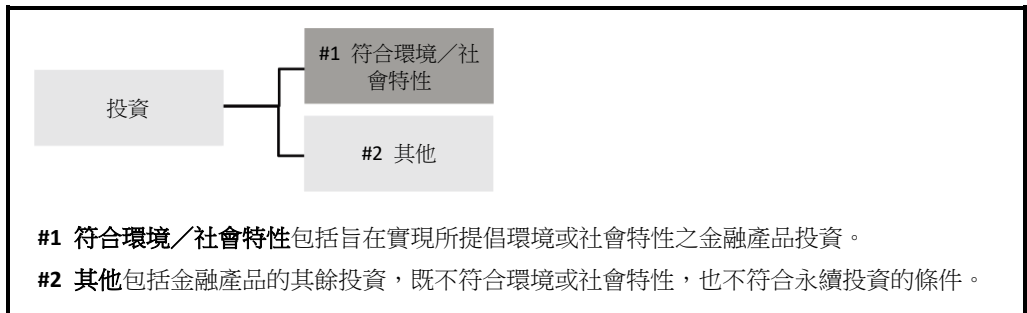 #1 符合環境／社
會特性
投資
#2 其他
#1 符合環境／社會特性包括旨在實現所提倡環境或社會特性之金融產品投資。
#2 其他包括金融產品的其餘投資，既不符合環境或社會特性，也不符合永續投資的條件。